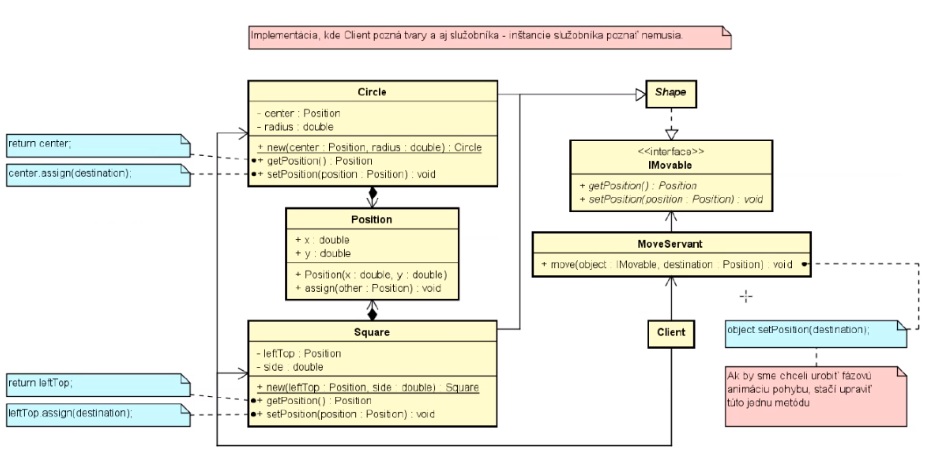 Implementácia, kde Client pozná tvary a aj služobníka - inštancie služobníka poznať nemusia.
Circle
- center : Position
- radius : double
+ new(center : Position, radius : double) : Circle
+ getPosition() : Position
+ setPosition(position : Position) : void
return center;
center.assign(destination);
Shape
<<interface>>
IMovable
+ getPosition() : Position
+ setPosition(position : Position) : void
Position
+ x : double
+ y : double
+ Position(x : double, y : double)
+ assign(other : Position) : void
MoveServant
+ move(object : IMovable, destination : Position) : void
Square
- leftTop : Position
- side : double
+ new(leftTop : Position, side : double) : Square
+ getPosition() : Position
+ setPosition(position : Position) : void
return leftTop;
leftTop.assign(destination);
Client
object.setPosition(destination);
Ak by sme chceli urobiť fázovú
animáciu pohybu, stačí upraviť
túto jednu metódu